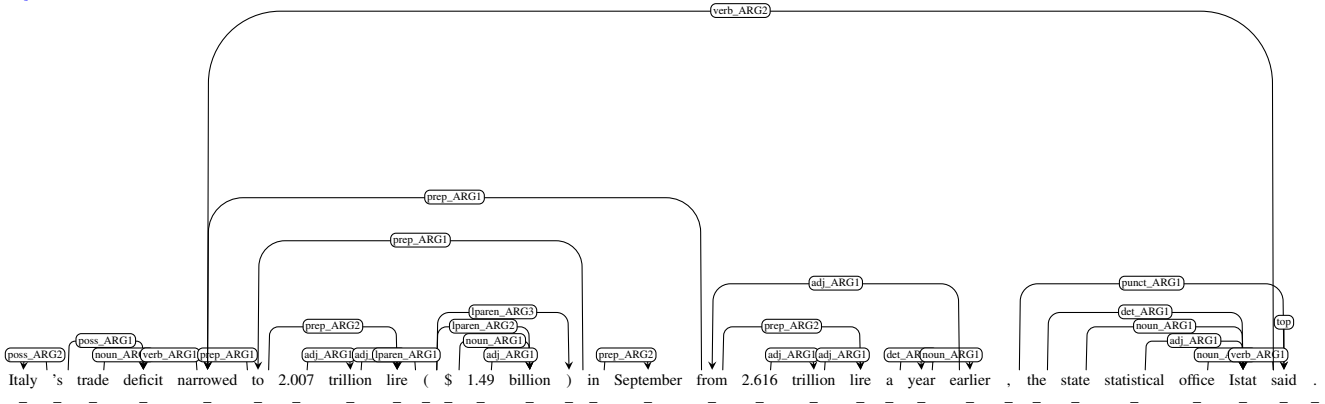 verb_ARG2
prep_ARG1
prep_ARG1
adj_ARG1 punct_ARG1
lparen_ARG3 det_ARG1
prep_ARG2 lparen_ARG2 prep_ARG2 noun_ARG1 top
poss_ARG1 noun_ARG1 adj_ARG1
poss_ARG2 verb_ARG1 prep_ARG1 adj_ARG1 lparen_ARG1 adj_ARG1 prep_ARG2 adj_ARG1 adj_ARG1 noun_ARG1 verb_ARG1
Italy 's trade deficit narrowed to 2.007 trillion lire ( $ 1.49 billion ) in September from 2.616 trillion lire a year earlier , the state statistical office Istat said .
_ _ _ _ _ _ _ _ _ _ _ _ _ _ _ _ _ _ _ _ _ _ _ _ _ _ _ _ _ _ _